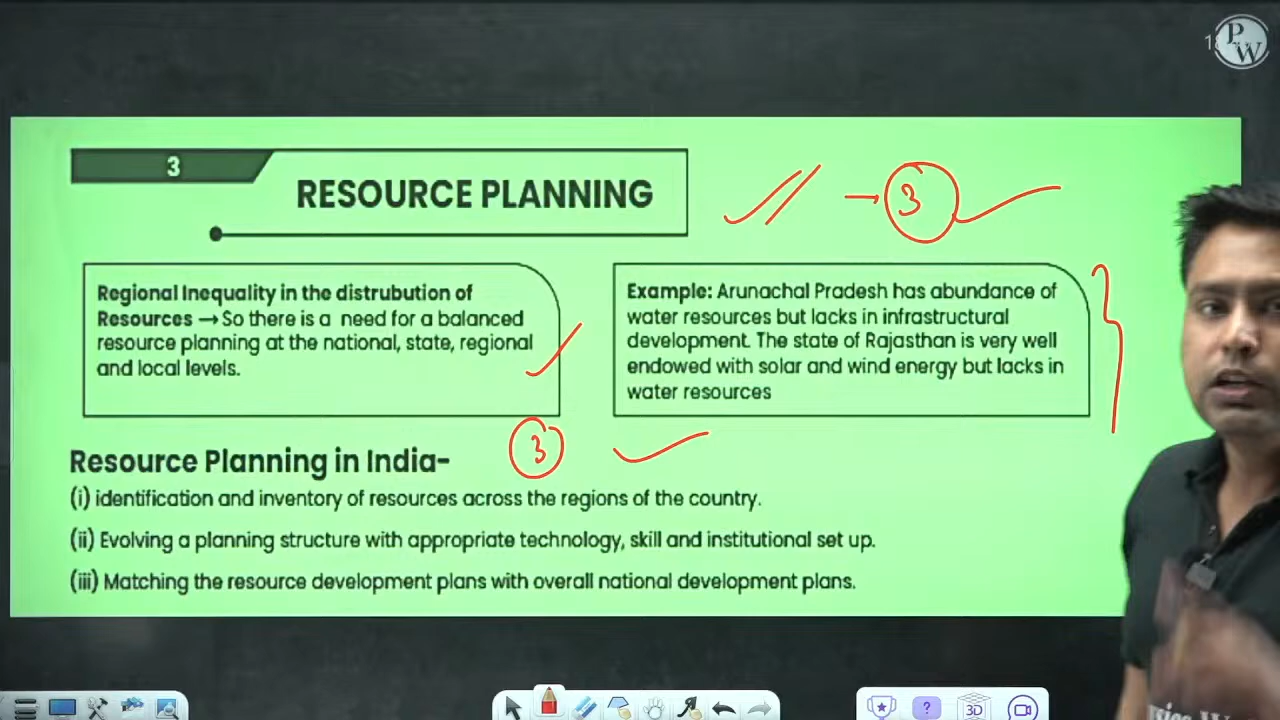 PW
3
RESOURCE PLANNING
→ 3
Regional Inequality in the distrubution of
Resources → So there is a need for a balanced
resource planning at the national, state, regional
and local levels.
Example: Arunachal Pradesh has abundance of
water resources but lacks in infrastructural
development. The state of Rajasthan is very well
endowed with solar and wind energy but lacks in
water resources
3
Resource Planning in India-
(i) identification and inventory of resources across the regions of the country.
(ii) Evolving a planning structure with appropriate technology, skill and institutional set up.
(iii) Matching the resource development plans with overall national development plans.
?
3D